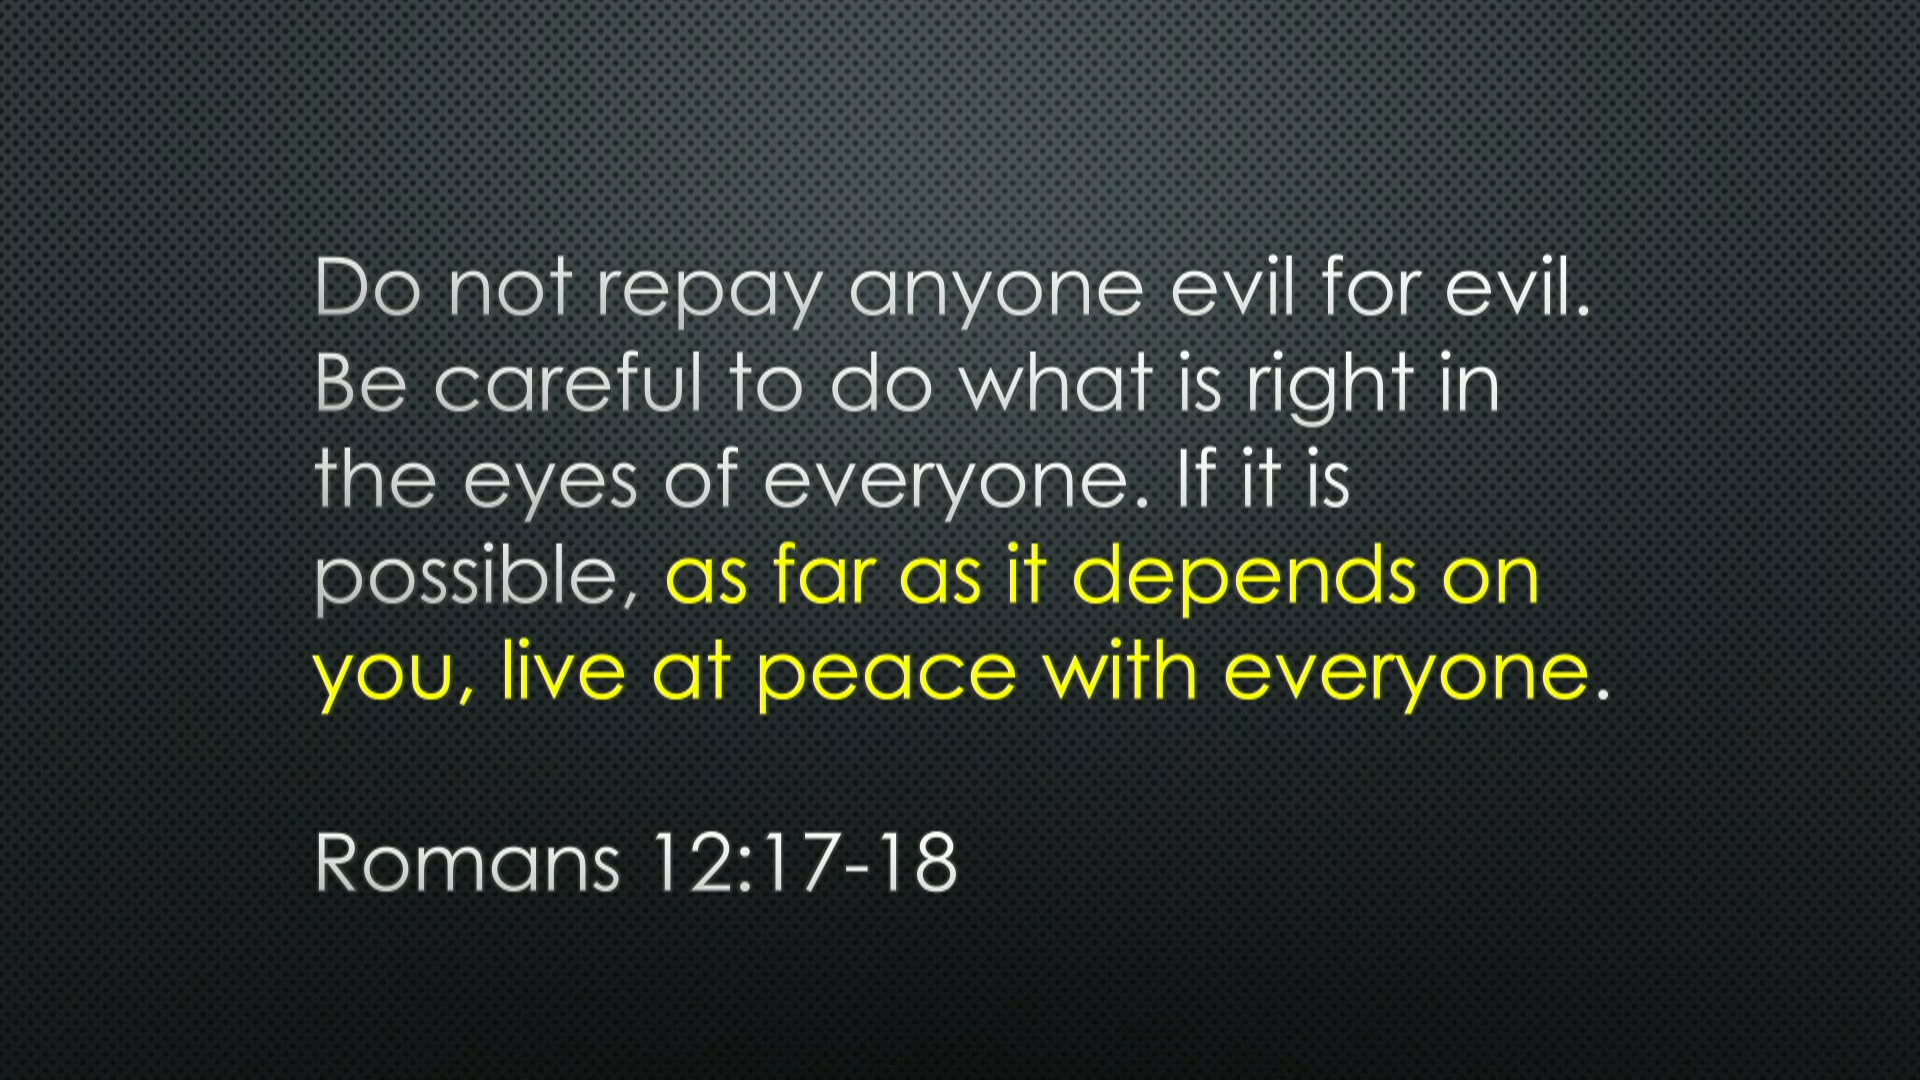 Do not repay anyone evil for evil.
Be careful to do what is right in
the eyes of everyone. If it is
possible, as far as it depends on
you, live at peace with everyone.
Romans 12:17-18